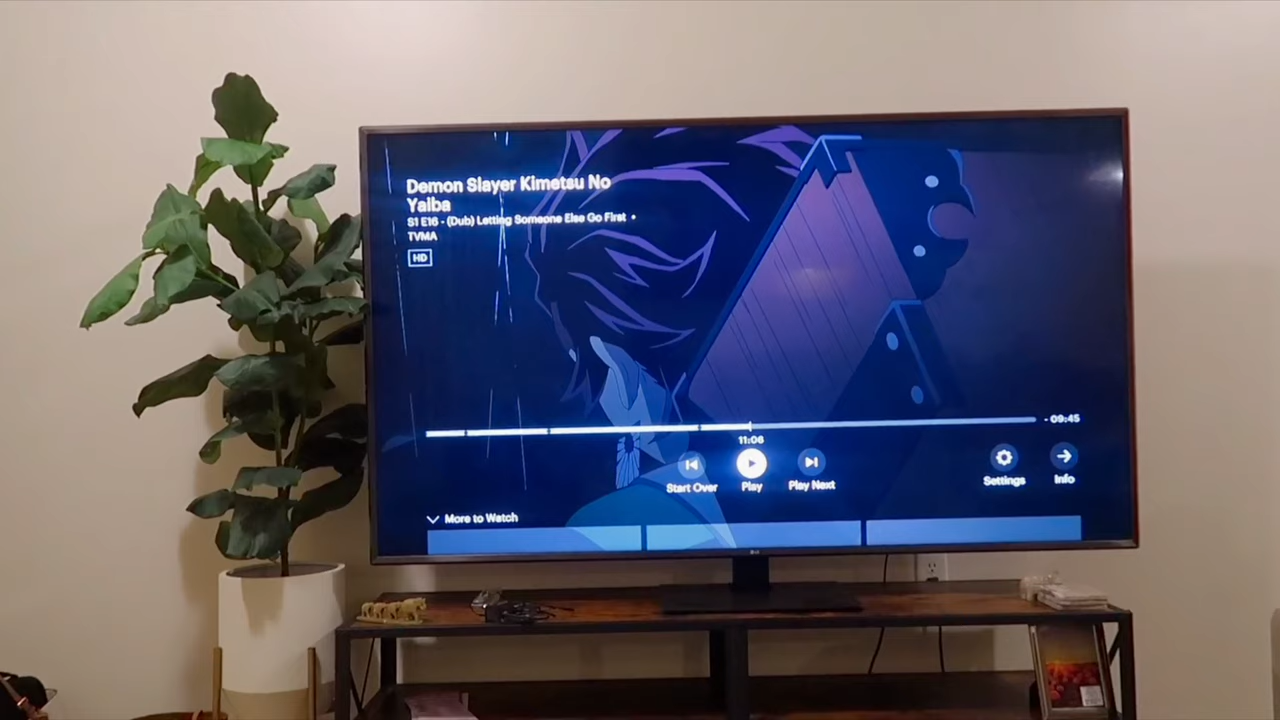 Demon Slayer Kimetsu No
Yaiba
S1 E16 - (Dub) Letting Someone Else Go First •
TVMA
HD
- 09:45
11:06
Start Over
Play
Play Next
Settings
Info
More to Watch
LG